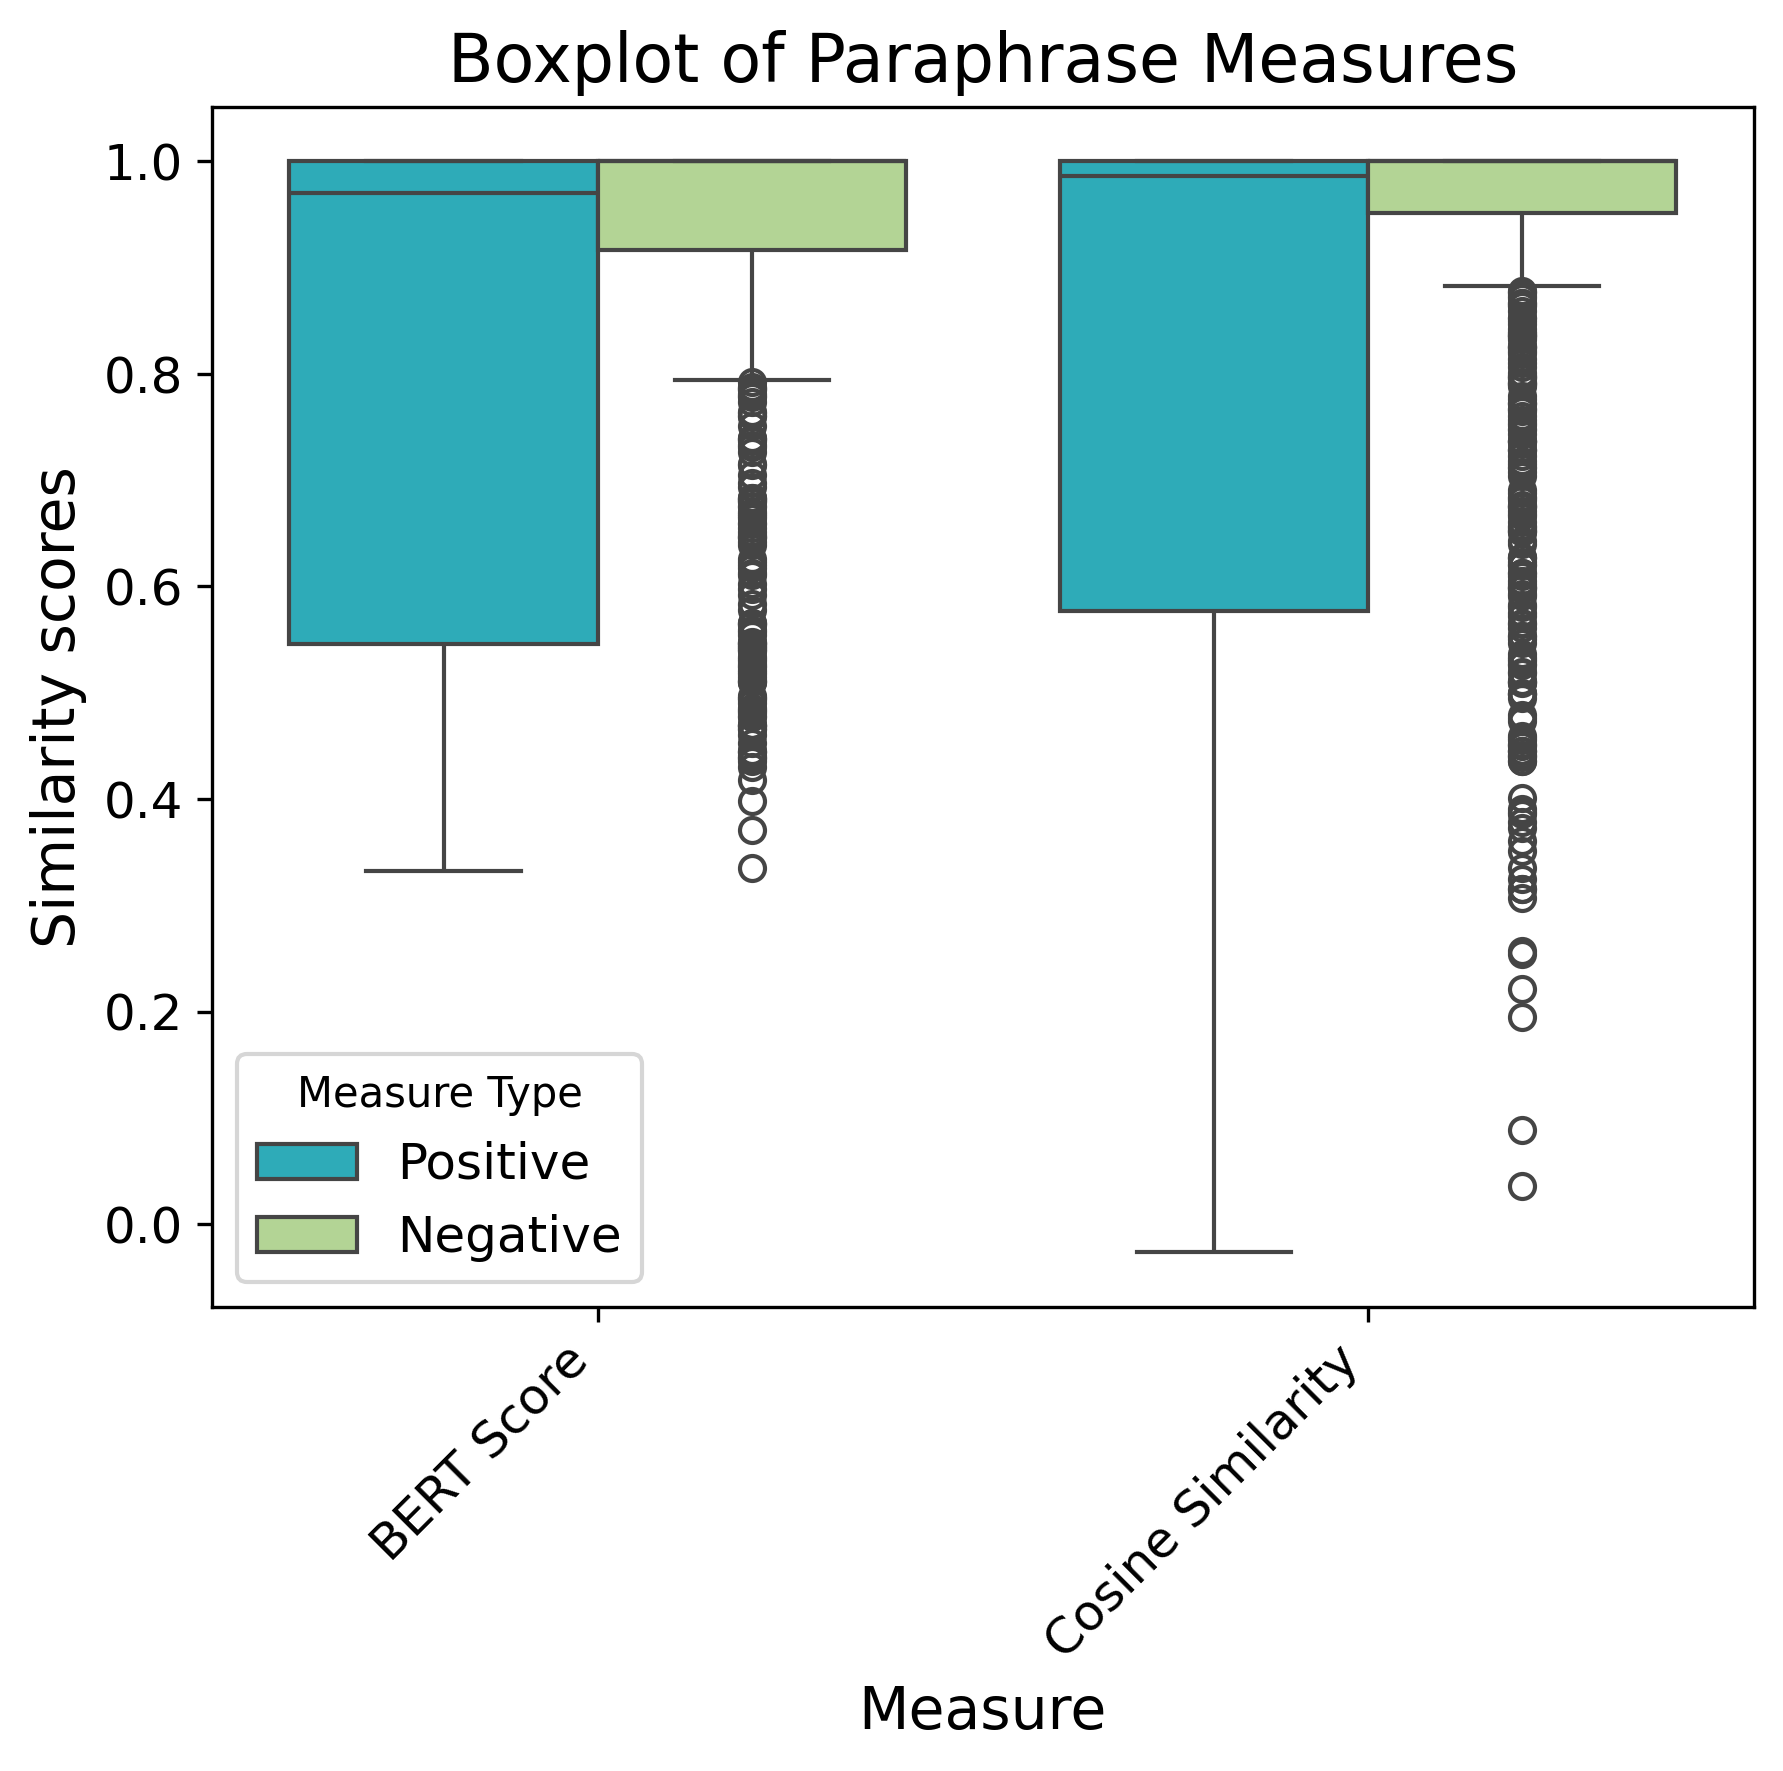 Boxplot of Paraphrase Measures
Similarity scores
1.0
0.8
0.6
0.4
0.2
0.0
Measure Type
Positive
Negative
BERT Score
Cosine Similarity
Measure